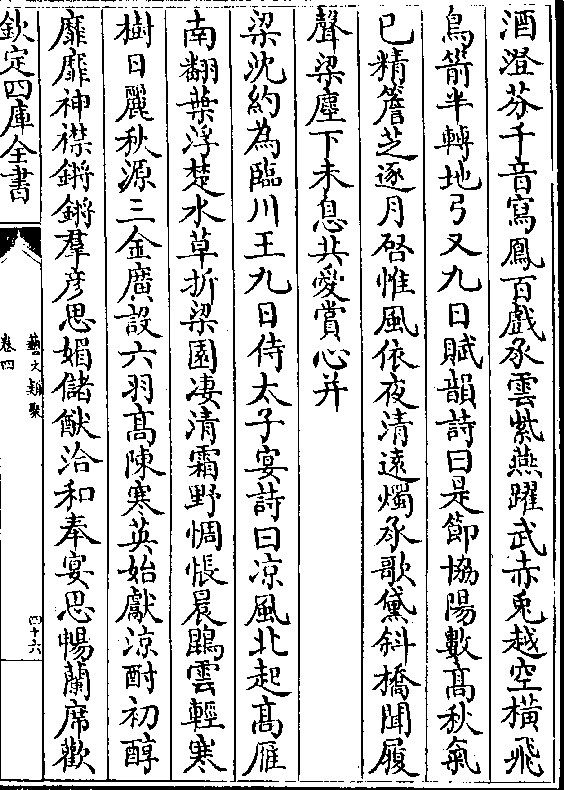 酒澄芬千音寫鳳百戲承雲紫燕躍武赤兎越空橫飛
鳥箭半轉地弓又九日賦韻詩曰是節協陽數髙秋氣
已精簷芝逐月啓惟風依夜清遠燭承歌黛斜橋聞履
聲梁塵下未息共愛賞心并
梁沈約為臨川王九日侍太子宴詩曰凉風北起髙雁
南翻葉浮楚水草折梁園凄清霜野惆悵晨鵾雲輕寒
樹日麗秋源三金廣設六羽髙陳寒英始獻涼酎初醇
靡靡神襟鏘鏘羣彦思媚儲猷洽和奉宴思暢蘭席歡
欽定四庫全書
藝文類聚
卷四
四十六